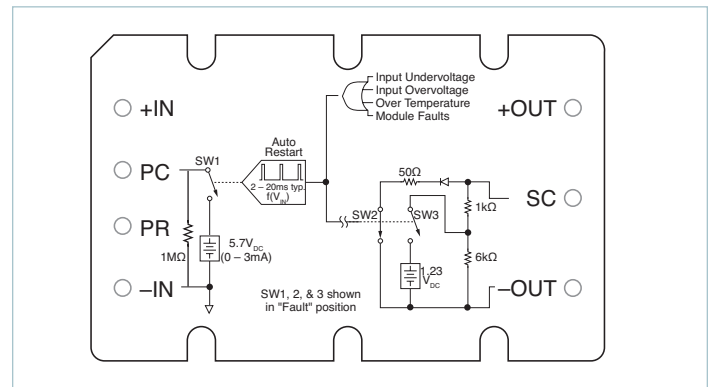 Input Undervoltage
Input Overvoltage
Over Temperature
Module Faults
+IN
+OUT
Auto
Restart
PC
SW1
2 – 20ms typ.
f(V_IN)
50Ω
SC
1kΩ
SW2
SW3
PR
1MΩ
5.7V_DC
(0 – 3mA)
6kΩ
1.23
V_DC
–IN
–OUT
SW1, 2, & 3 shown
in "Fault" position